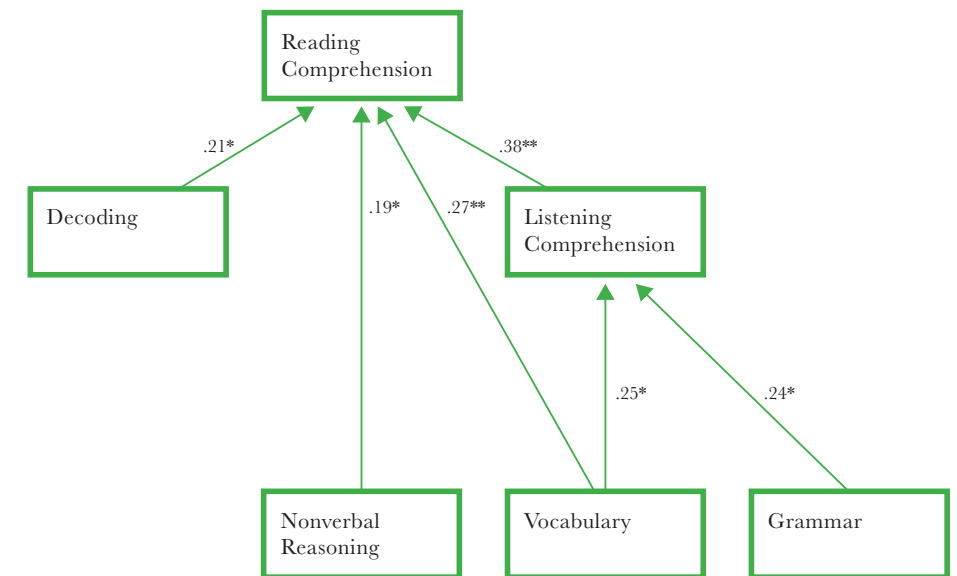 Reading
Comprehension
.21*
.38**
Decoding
.19*
.27**
Listening
Comprehension
.25*
.24*
Nonverbal
Reasoning
Vocabulary
Grammar